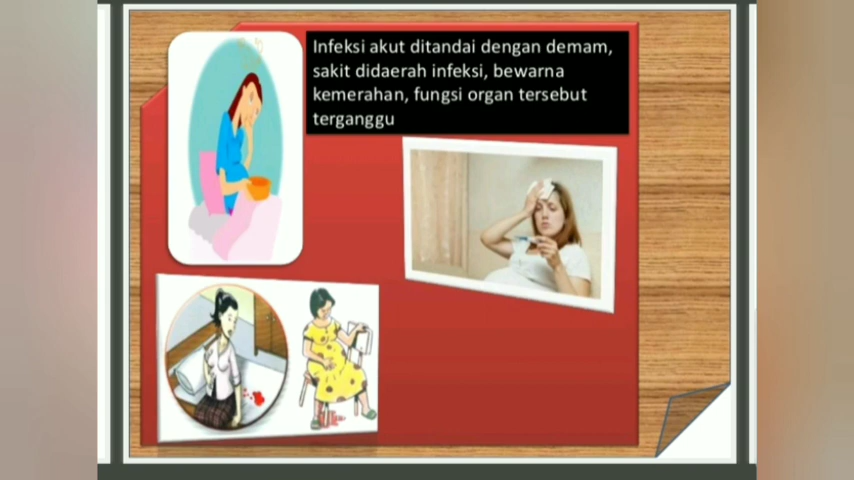 Infeksi akut ditandai dengan demam,
sakit didaerah infeksi, bewarna
kemerahan, fungsi organ tersebut
terganggu